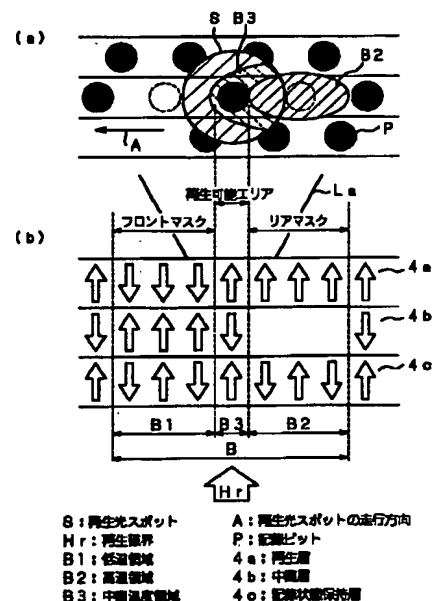 (a)
S
B3
B2
A
P
再生可能エリア
La
フロントマスク
リアマスク
(b)
4a
4b
4c
B1
B3
B2
B
Hr
S:再生光スポット
Hr:再生磁界
B1:低温領域
B2:高温領域
B3:中間温度領域
A:再生光スポットの走行方向
P:記録ピット
4a:再生層
4b:中間層
4c:記録状態保持層